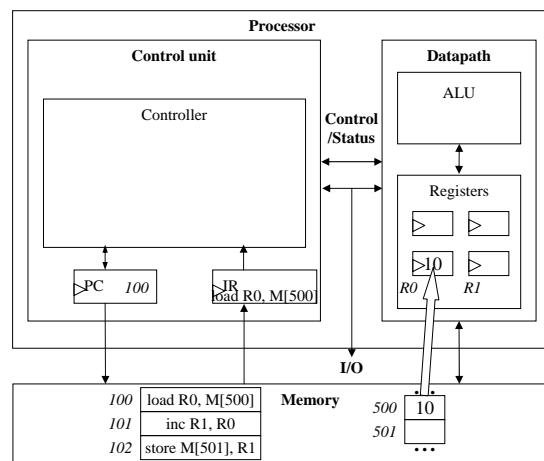 Processor
Control unit
Datapath
Controller
ALU
Control
/Status
Registers
10
R0
R1
PC
100
IR
load R0, M[500]
I/O
Memory
100 load R0, M[500]
101 inc R1, R0
102 store M[501], R1
...
500 10
501
...